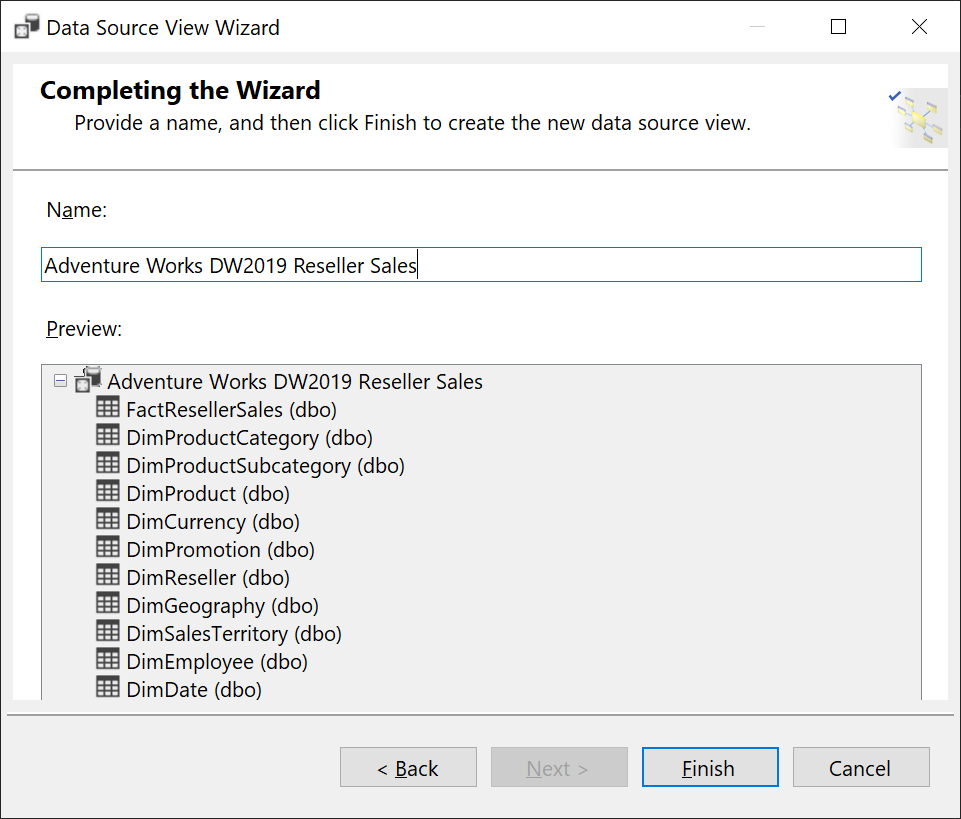 Data Source View Wizard
Completing the Wizard
Provide a name, and then click Finish to create the new data source view.
Name:
Adventure Works DW2019 Reseller Sales
Preview:
Adventure Works DW2019 Reseller Sales
FactResellerSales (dbo)
DimProductCategory (dbo)
DimProductSubcategory (dbo)
DimProduct (dbo)
DimCurrency (dbo)
DimPromotion (dbo)
DimReseller (dbo)
DimGeography (dbo)
DimSalesTerritory (dbo)
DimEmployee (dbo)
DimDate (dbo)
< Back Next > Finish Cancel